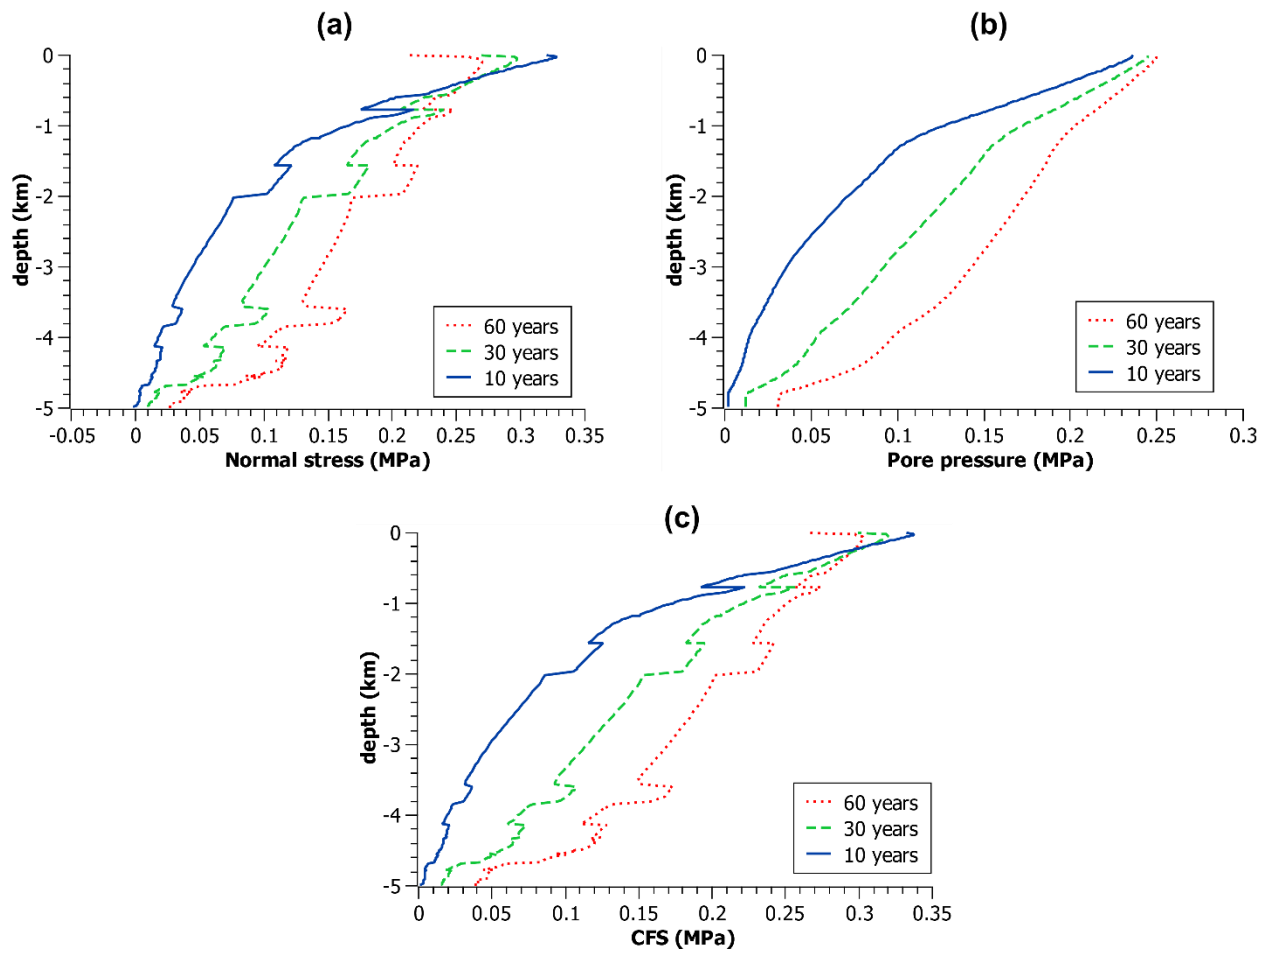 (a)
0
-1
-2
-3
-4
-5
depth (km)
-0.05 0 0.05 0.1 0.15 0.2 0.25 0.3 0.35
Normal stress (MPa)
60 years
30 years
10 years
(b)
0
-1
-2
-3
-4
-5
depth (km)
0 0.05 0.1 0.15 0.2 0.25 0.3
Pore pressure (MPa)
60 years
30 years
10 years
(c)
0
-1
-2
-3
-4
-5
depth (km)
0 0.05 0.1 0.15 0.2 0.25 0.3 0.35
CFS (MPa)
60 years
30 years
10 years